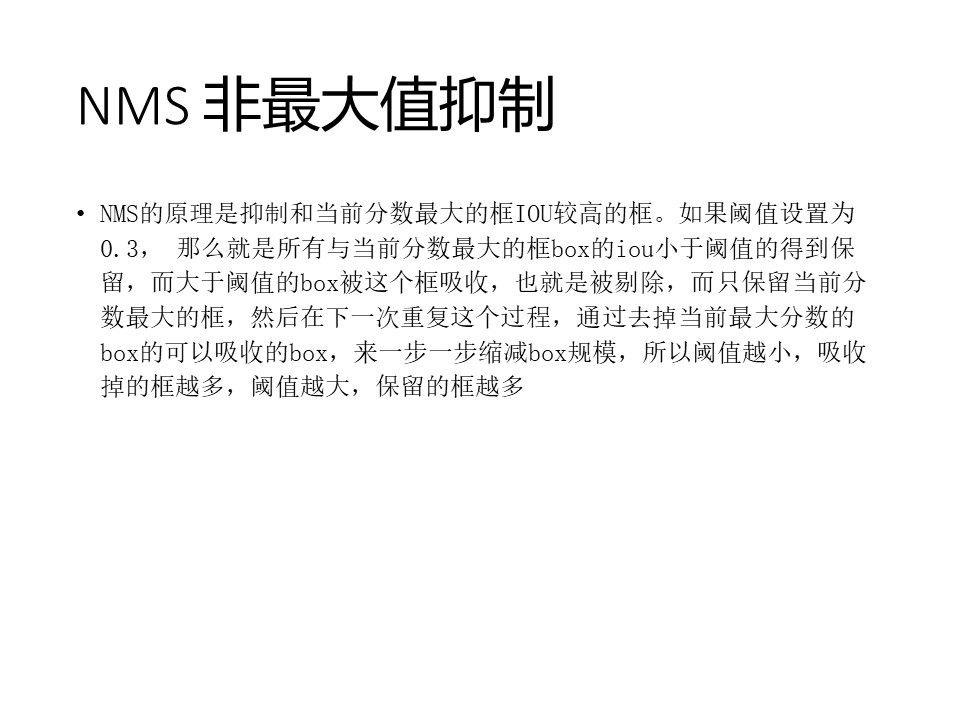 NMS 非最大值抑制
• NMS的原理是抑制和当前分数最大的框IOU较高的框。如果阈值设置为
0.3， 那么就是所有与当前分数最大的框box的iou小于阈值的得到保
留，而大于阈值的box被这个框吸收，也就是被剔除，而只保留当前分
数最大的框，然后在下一次重复这个过程，通过去掉当前最大分数的
box的可以吸收的box，来一步一步缩减box规模，所以阈值越小，吸收
掉的框越多，阈值越大，保留的框越多